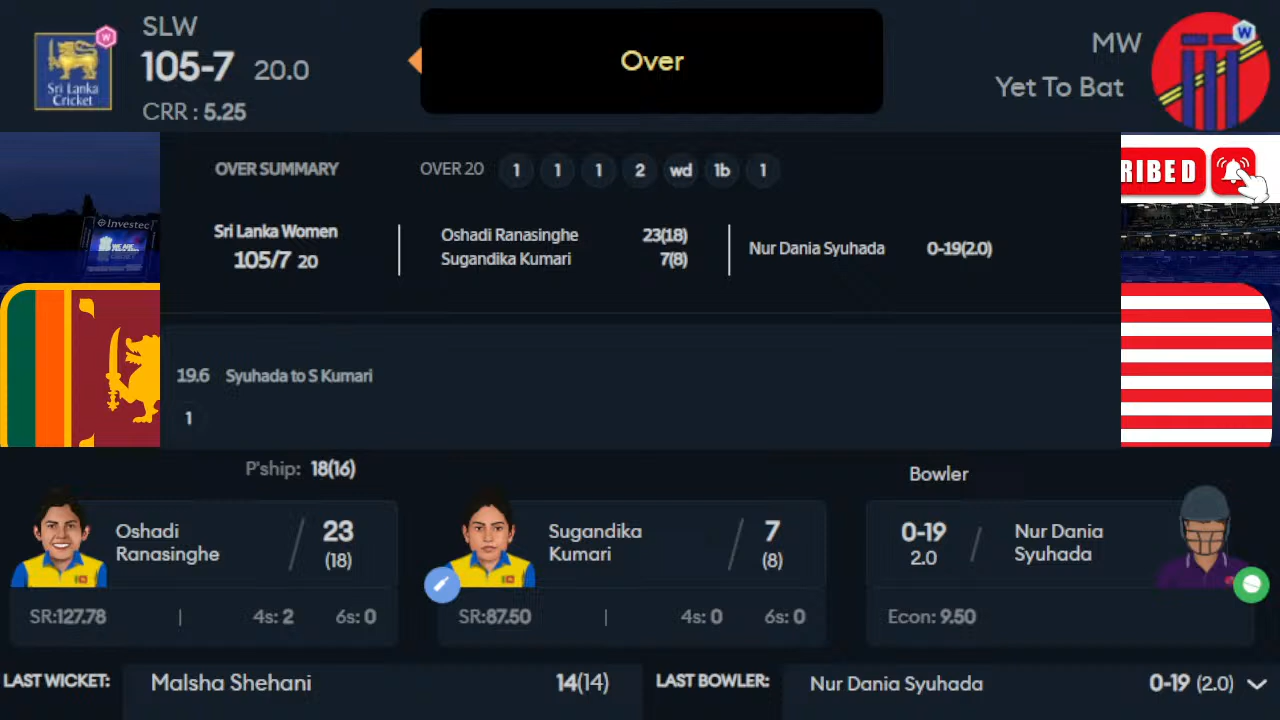 SLW
105-7 20.0
CRR : 5.25
Sri Lanka
Cricket
W
Over
MW
Yet To Bat
W
OVER SUMMARY
OVER 20 1 1 1 2 wd 1b 1
Sri Lanka Women
105/7 20
Oshadi Ranasinghe 23(18)
Sugandika Kumari 7(8)
Nur Dania Syuhada 0-19(2.0)
RIBED
Investec
19.6 Syuhada to S Kumari
1
P'ship: 18(16)
Bowler
Oshadi
Ranasinghe
23
(18)
SR:127.78 | 4s: 2 6s: 0
Sugandika
Kumari
7
(8)
SR:87.50 | 4s: 0 6s: 0
0-19
2.0
Nur Dania
Syuhada
Econ: 9.50
LAST WICKET: Malsha Shehani 14(14)
LAST BOWLER: Nur Dania Syuhada 0-19 (2.0)